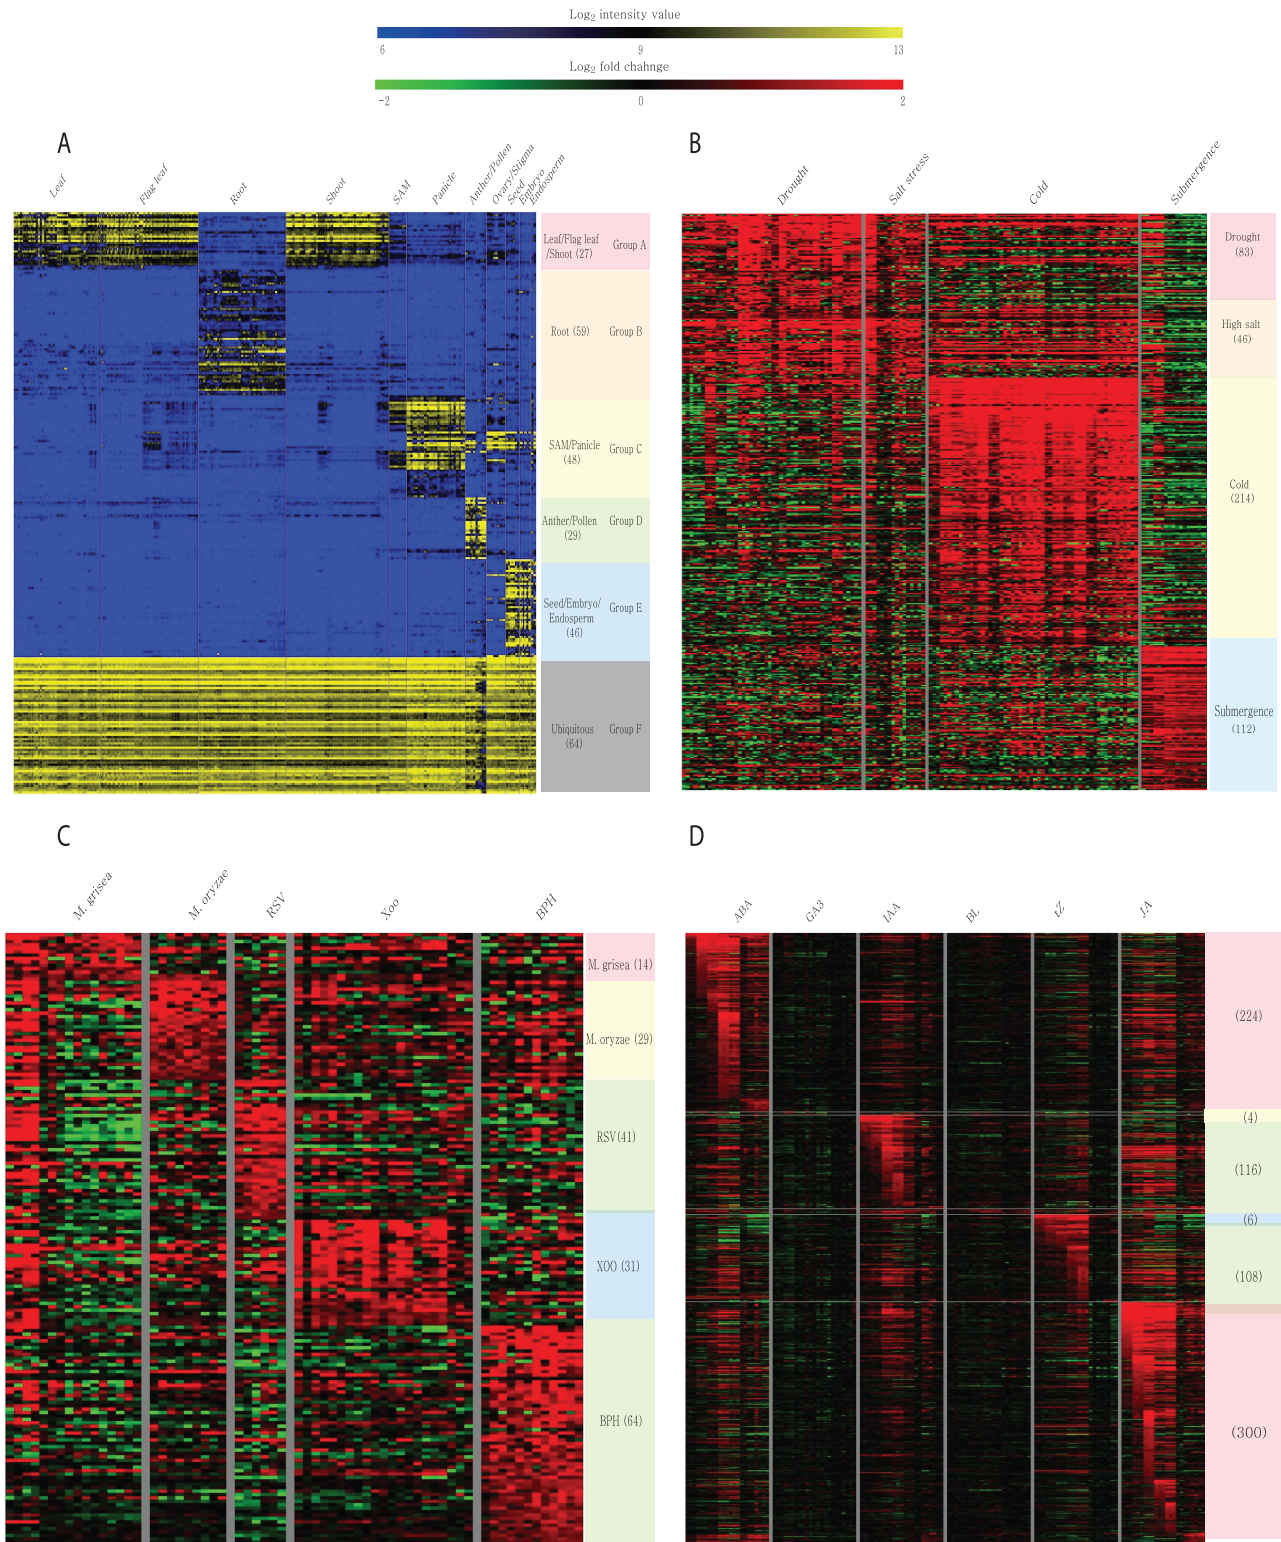 Log2 intensity value
6 9 13
Log2 fold chahnge
-2 0 2
A
Leaf
Flag leaf
Root
Shoot
SAM
Panicle
Anther/Pollen
Ovary/Stigma
Seed
Embryo
Endosperm
Leaf/Flag leaf
/Shoot (27)
Group A
Root (59)
Group B
SAM/Panicle
(48)
Group C
Anther/Pollen
(29)
Group D
Seed/Embryo/
Endosperm
(46)
Group E
Ubiquitous
(64)
Group F
B
Drought
Salt stress
Cold
Submergence
Drought
(83)
High salt
(46)
Cold
(214)
Submergence
(112)
C
M. grisea
M. oryzae
RSV
Xoo
BPH
M. grisea (14)
M. oryzae (29)
RSV(41)
XOO (31)
BPH (64)
D
ABA
GA3
IAA
BL
tZ
JA
(224)
(4)
(116)
(6)
(108)
(300)